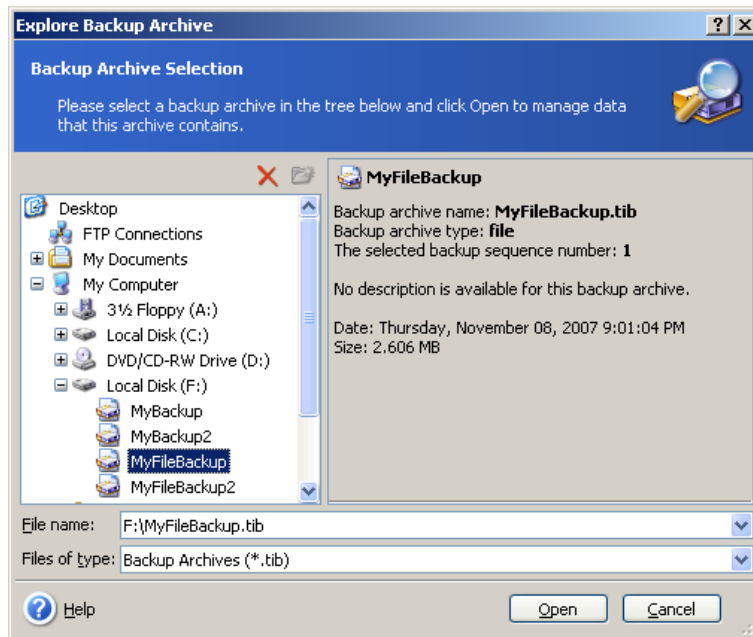 Explore Backup Archive
Backup Archive Selection
Please select a backup archive in the tree below and click Open to manage data
that this archive contains.
Desktop
FTP Connections
My Documents
My Computer
3½ Floppy (A:)
Local Disk (C:)
DVD/CD-RW Drive (D:)
Local Disk (F:)
MyBackup
MyBackup2
MyFileBackup
MyFileBackup2
MyFileBackup
Backup archive name: MyFileBackup.tib
Backup archive type: file
The selected backup sequence number: 1
No description is available for this backup archive.
Date: Thursday, November 08, 2007 9:01:04 PM
Size: 2.606 MB
File name: F:\MyFileBackup.tib
Files of type: Backup Archives (*.tib)
Help
Open
Cancel